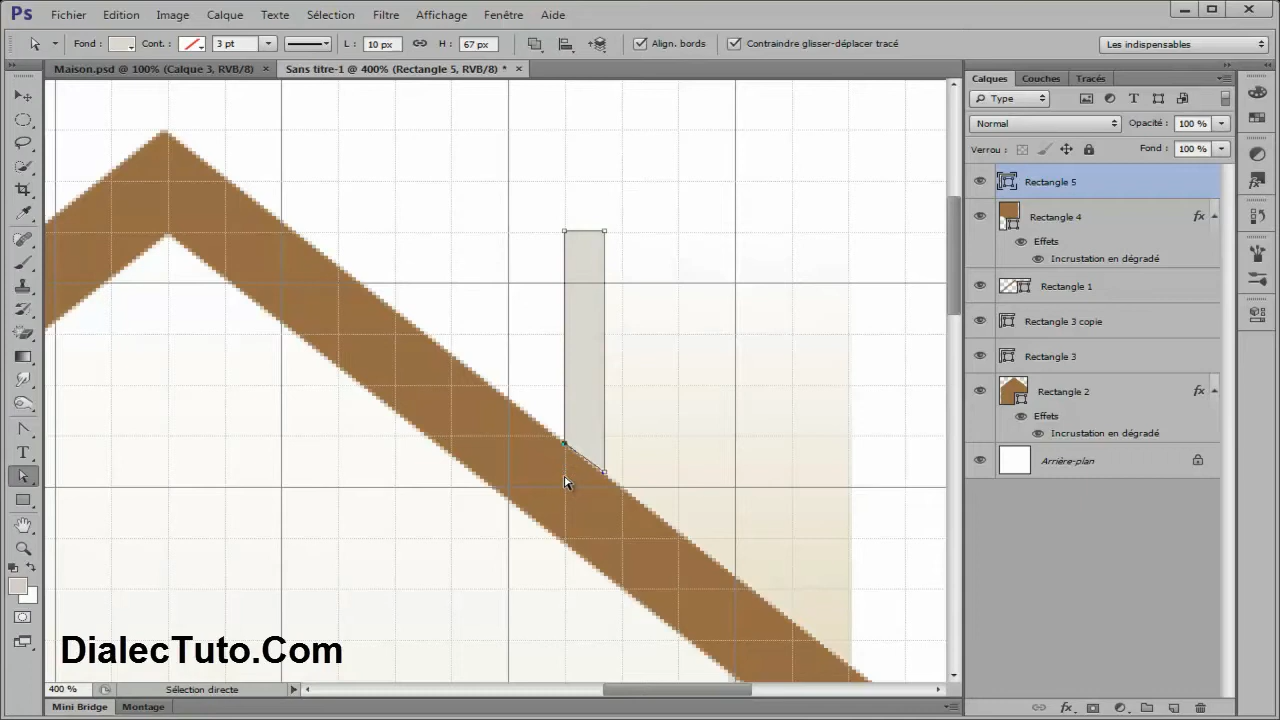 Ps Fichier Edition Image Calque Texte Sélection Filtre Affichage Fenêtre Aide
Fond : Cont. : 3 pt L : 10 px H : 67 px Align. bords Contraindre glisser-déplacer tracé Les indispensables
Maison.psd @ 100% (Calque 3, RVB/8) × Sans titre-1 @ 400% (Rectangle 5, RVB/8) * ×
Calques Couches Tracés
Type
Normal Opacité : 100 %
Verrou : Fond : 100 %
Rectangle 5
Rectangle 4 fx
Effets
Incrustation en dégradé
Rectangle 1
Rectangle 3 copie
Rectangle 3
Rectangle 2 fx
Effets
Incrustation en dégradé
Arrière-plan
T
DialecTuto.Com
400 % Sélection directe
Mini Bridge Montage
fx